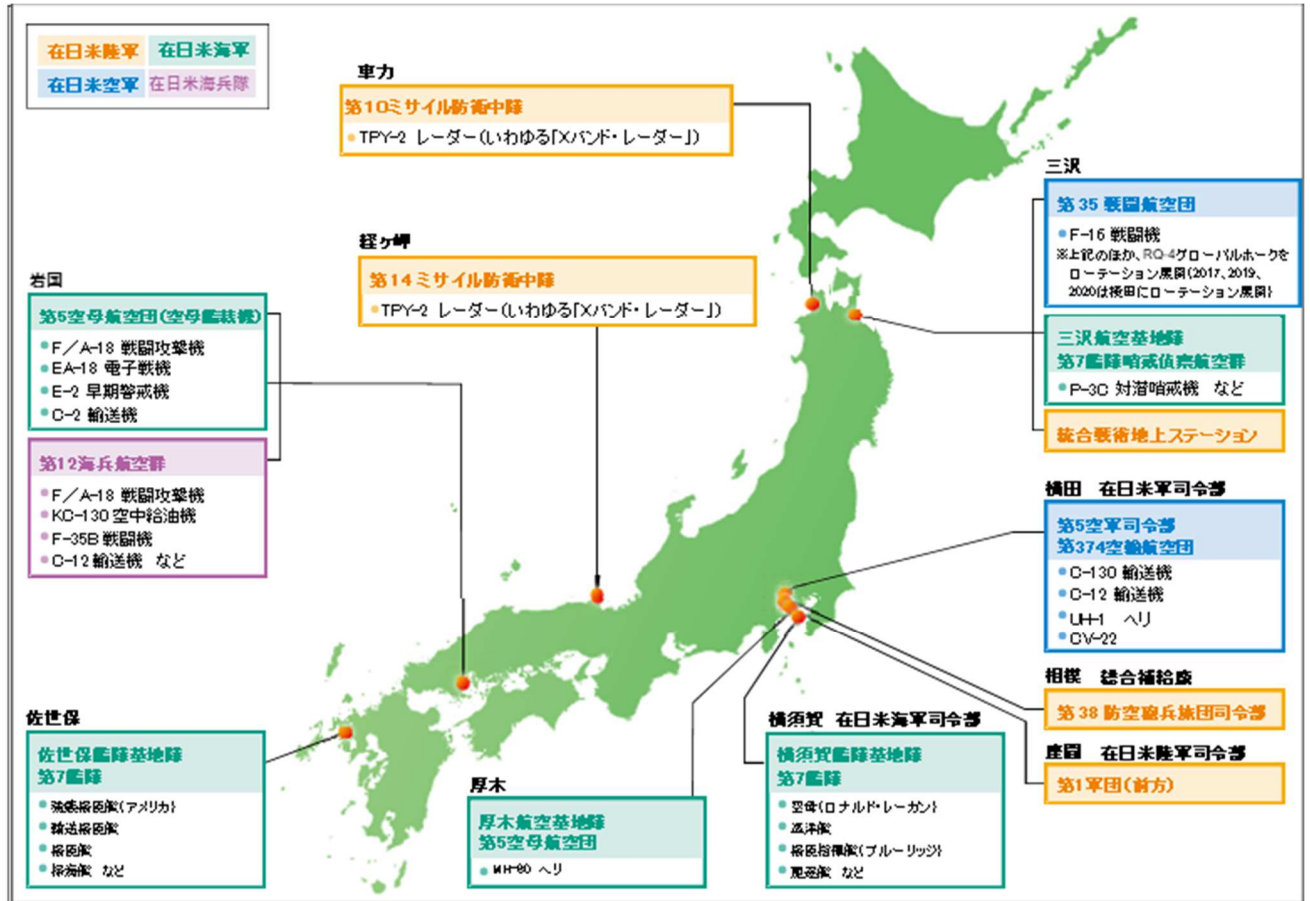 在日米陸軍 在日米海軍
在日米空軍 在日米海兵隊
車力
第10ミサイル防衛中隊
TPY-2 レーダー(いわゆる「Xバンド・レーダー」)
経ヶ岬
第14ミサイル防衛中隊
TPY-2 レーダー(いわゆる「Xバンド・レーダー」)
岩国
第5空母航空団(空母艦載機)
F/A-18 戦闘攻撃機
EA-18 電子戦機
E-2 早期警戒機
C-2 輸送機
第12海兵航空群
F/A-18 戦闘攻撃機
KC-130 空中給油機
F-35B 戦闘機
C-12 輸送機 など
佐世保
佐世保艦隊基地隊
第7艦隊
強襲揚陸艦(アメリカ)
輸送揚陸艦
揚陸艦
掃海艦 など
厚木
厚木航空基地隊
第5空母航空団
MH-60 ヘリ
横須賀 在日米海軍司令部
横須賀艦隊基地隊
第7艦隊
空母(ロナルド・レーガン)
巡洋艦
揚陸指揮艦(ブルーリッジ)
駆逐艦 など
三沢
第35 戦闘航空団
F-16 戦闘機
※上記のほか、RQ-4グローバルホークを
ローテーション展開(2017、2019、
2020は横田にローテーション展開)
三沢航空基地隊
第7艦隊哨戒偵察航空群
P-3C 対潜哨戒機 など
統合戦術地上ステーション
横田 在日米軍司令部
第5空軍司令部
第374空輸航空団
C-130 輸送機
C-12 輸送機
UH-1 ヘリ
CV-22
相模 総合補給廠
第38 防空砲兵旅団司令部
座間 在日米陸軍司令部
第1軍団(前方)